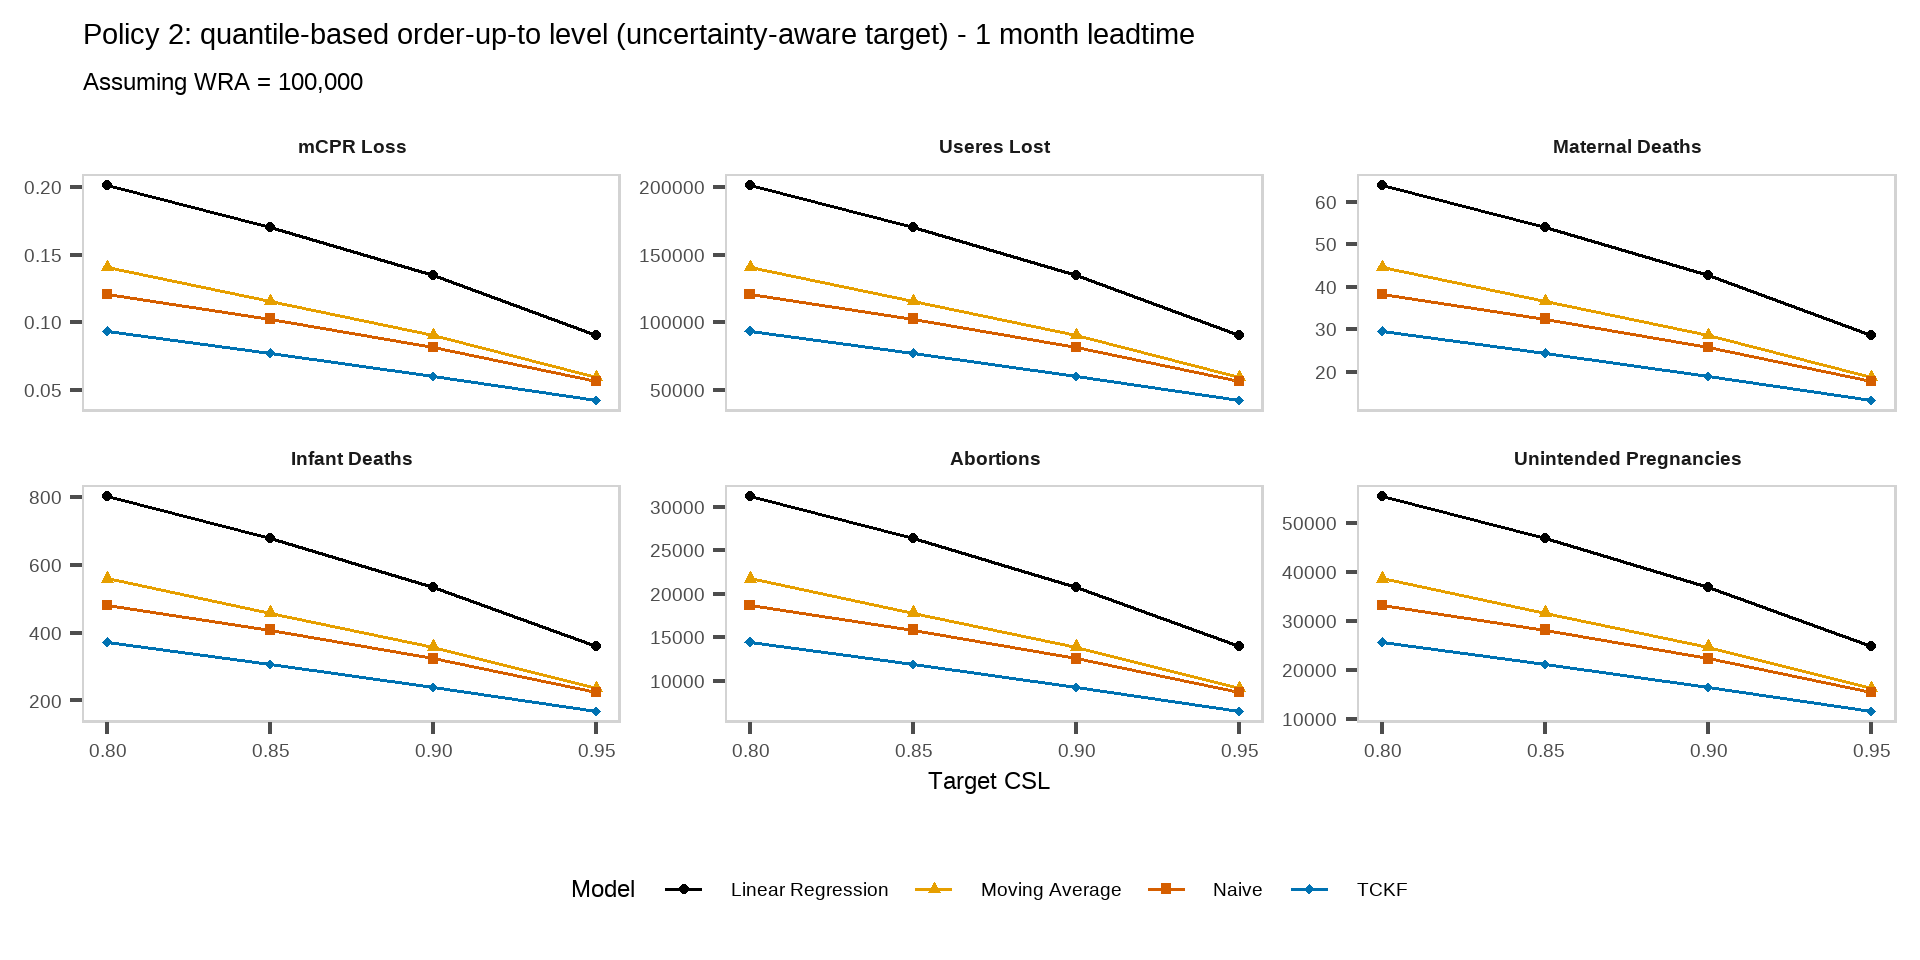 Policy 2: quantile-based order-up-to level (uncertainty-aware target) - 1 month leadtime
Assuming WRA = 100,000
mCPR Loss
Useres Lost
Maternal Deaths
0.20
0.15
0.10
0.05
200000
150000
100000
50000
60
50
40
30
20
Infant Deaths
Abortions
Unintended Pregnancies
800
600
400
200
30000
25000
20000
15000
10000
50000
40000
30000
20000
10000
0.80 0.85 0.90 0.95
0.80 0.85 0.90 0.95
0.80 0.85 0.90 0.95
Target CSL
Model Linear Regression Moving Average Naive TCKF